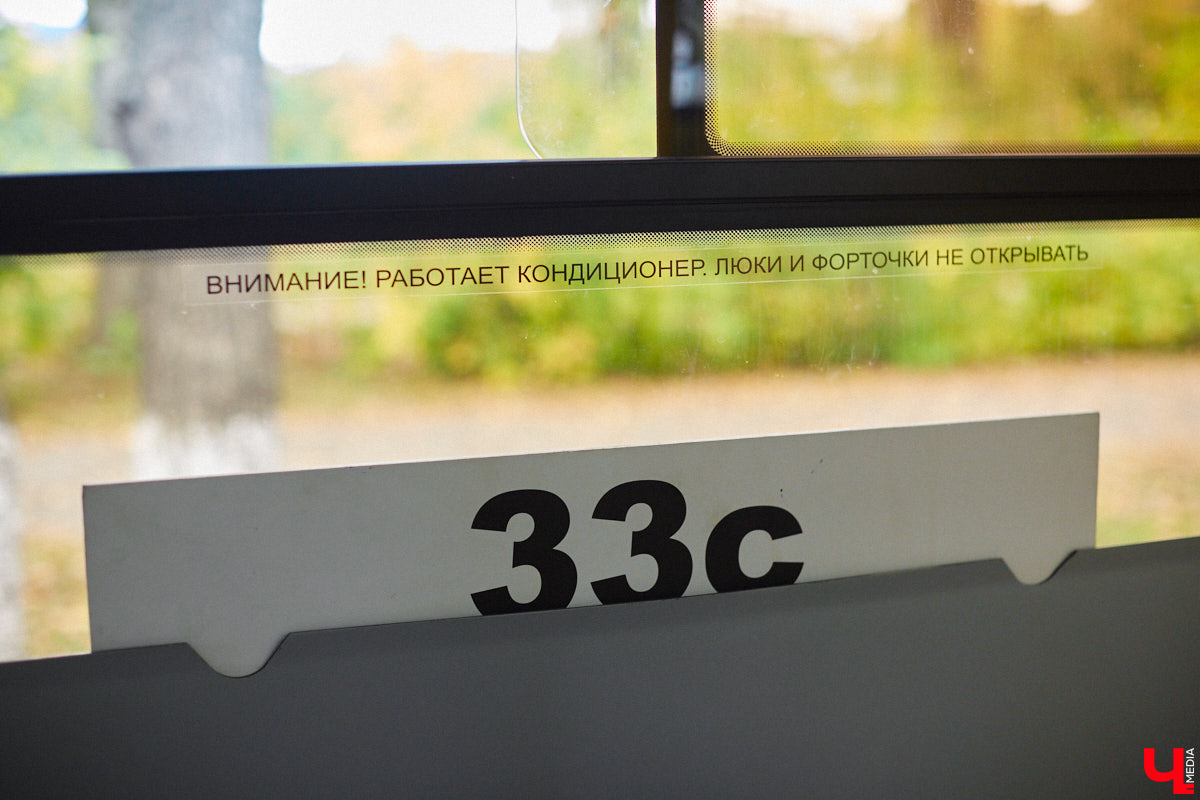 ВНИМАНИЕ! РАБОТАЕТ КОНДИЦИОНЕР. ЛЮКИ И ФОРТОЧКИ НЕ ОТКРЫВАТЬ
33с
Ч MEDIA